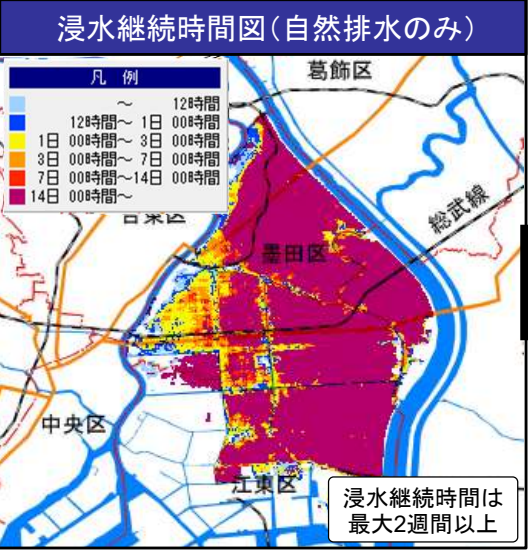 浸水継続時間図(自然排水のみ)
葛飾区
凡 例
～ 12時間
12時間～ 1日 00時間
1日 00時間～ 3日 00時間
3日 00時間～ 7日 00時間
7日 00時間～14日 00時間
14日 00時間～
台東区
総武線
墨田区
中央区
江東区
浸水継続時間は
最大2週間以上